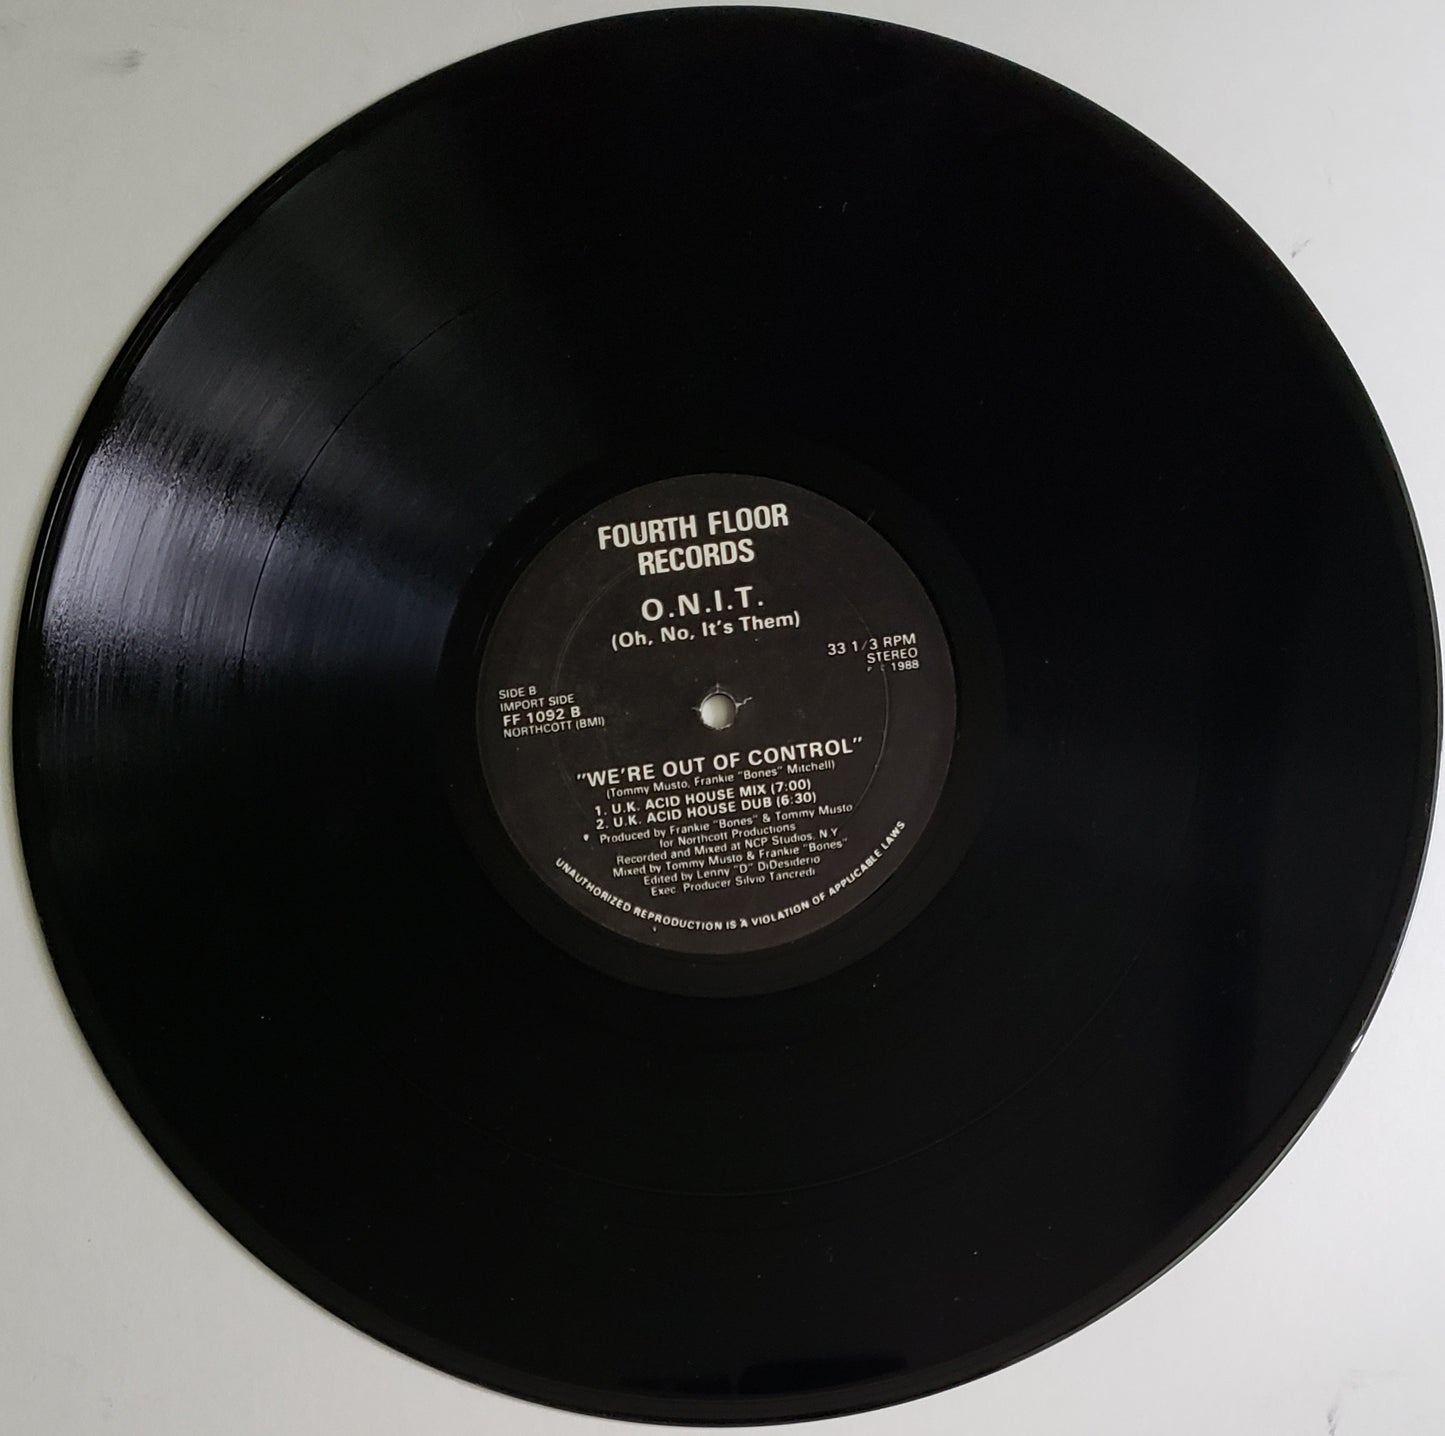 FOURTH FLOOR
RECORDS
O.N.I.T.
(Oh, No, It's Them)
33 1/3 RPM
STEREO
1988
SIDE B
IMPORT SIDE
FF 1092 B
NORTHCOTT (BMI)
"WE'RE OUT OF CONTROL"
(Tommy Musto, Frankie "Bones" Mitchell)
1. U.K. ACID HOUSE MIX (7:00)
2. U.K. ACID HOUSE DUB (6:30)
Produced by Frankie "Bones" & Tommy Musto
for Northcott Productions
Recorded and Mixed at NCP Studios, N.Y
Mixed by Tommy Musto & Frankie "Bones"
Edited by Lenny "D" DiDesiderio
Exec. Producer Silvio Tancredi
UNAUTHORIZED REPRODUCTION IS A VIOLATION OF APPLICABLE LAWS